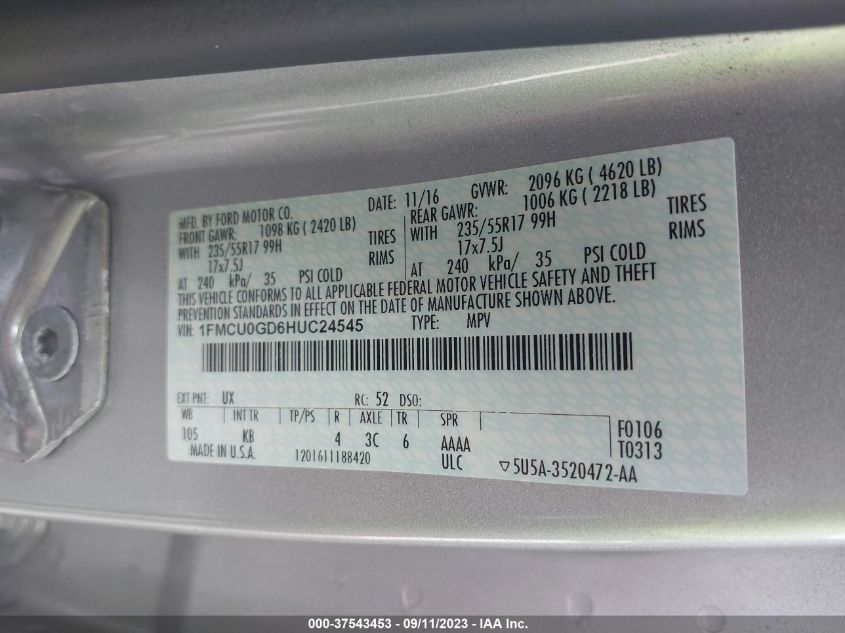 MFD. BY FORD MOTOR CO. DATE: 11/16 GVWR: 2096 KG ( 4620 LB)
FRONT GAWR: 1098 KG ( 2420 LB) REAR GAWR: 1006 KG ( 2218 LB)
WITH 235/55R17 99H TIRES WITH 235/55R17 99H TIRES
17x7.5J RIMS 17x7.5J RIMS
AT 240 kPa/ 35 PSI COLD AT 240 kPa/ 35 PSI COLD
THIS VEHICLE CONFORMS TO ALL APPLICABLE FEDERAL MOTOR VEHICLE SAFETY AND THEFT
PREVENTION STANDARDS IN EFFECT ON THE DATE OF MANUFACTURE SHOWN ABOVE.
VIN: 1FMCU0GD6HUC24545 TYPE: MPV
EXT PNT: UX RC: 52 DSO:
WB INT TR TP/PS R AXLE TR SPR F0106
105 KB 4 3C 6 AAAA T0313
MADE IN U.S.A. 1201611188420 ULC ▽5U5A-3520472-AA
000-37543453 - 09/11/2023 - IAA Inc.